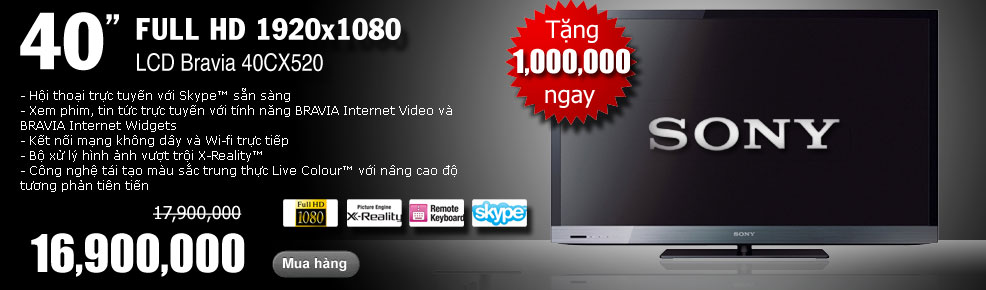 40”
FULL HD 1920x1080
LCD Bravia 40CX520
- Hội thoại trực tuyến với Skype™ sẵn sàng
- Xem phim, tin tức trực tuyến với tính năng BRAVIA Internet Video và
BRAVIA Internet Widgets
- Kết nối mạng không dây và Wi-fi trực tiếp
- Bộ xử lý hình ảnh vượt trội X-Reality™
- Công nghệ tái tạo màu sắc trung thực Live Colour™ với nâng cao độ
tương phản tiên tiến
17,900,000
16,900,000
Full HD
1080
Picture Engine
X-Reality
Remote
Keyboard
skype
Mua hàng
Tặng
1,000,000
ngay
SONY
SONY